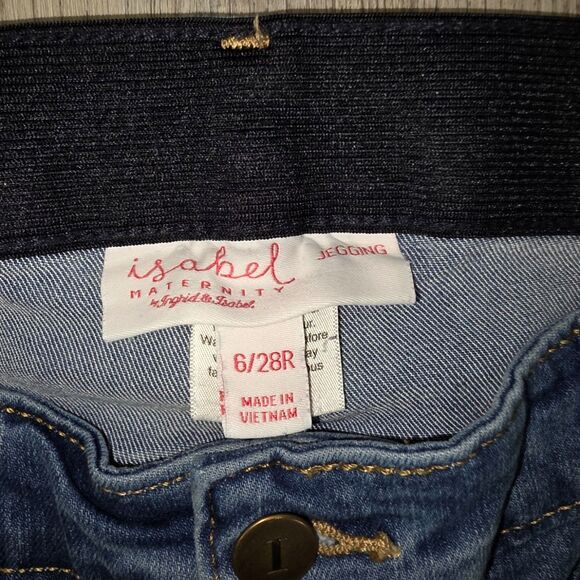 isabel
MATERNITY
by Ingrid & Isabel.
JEGGING
6/28R
MADE IN
VIETNAM
I